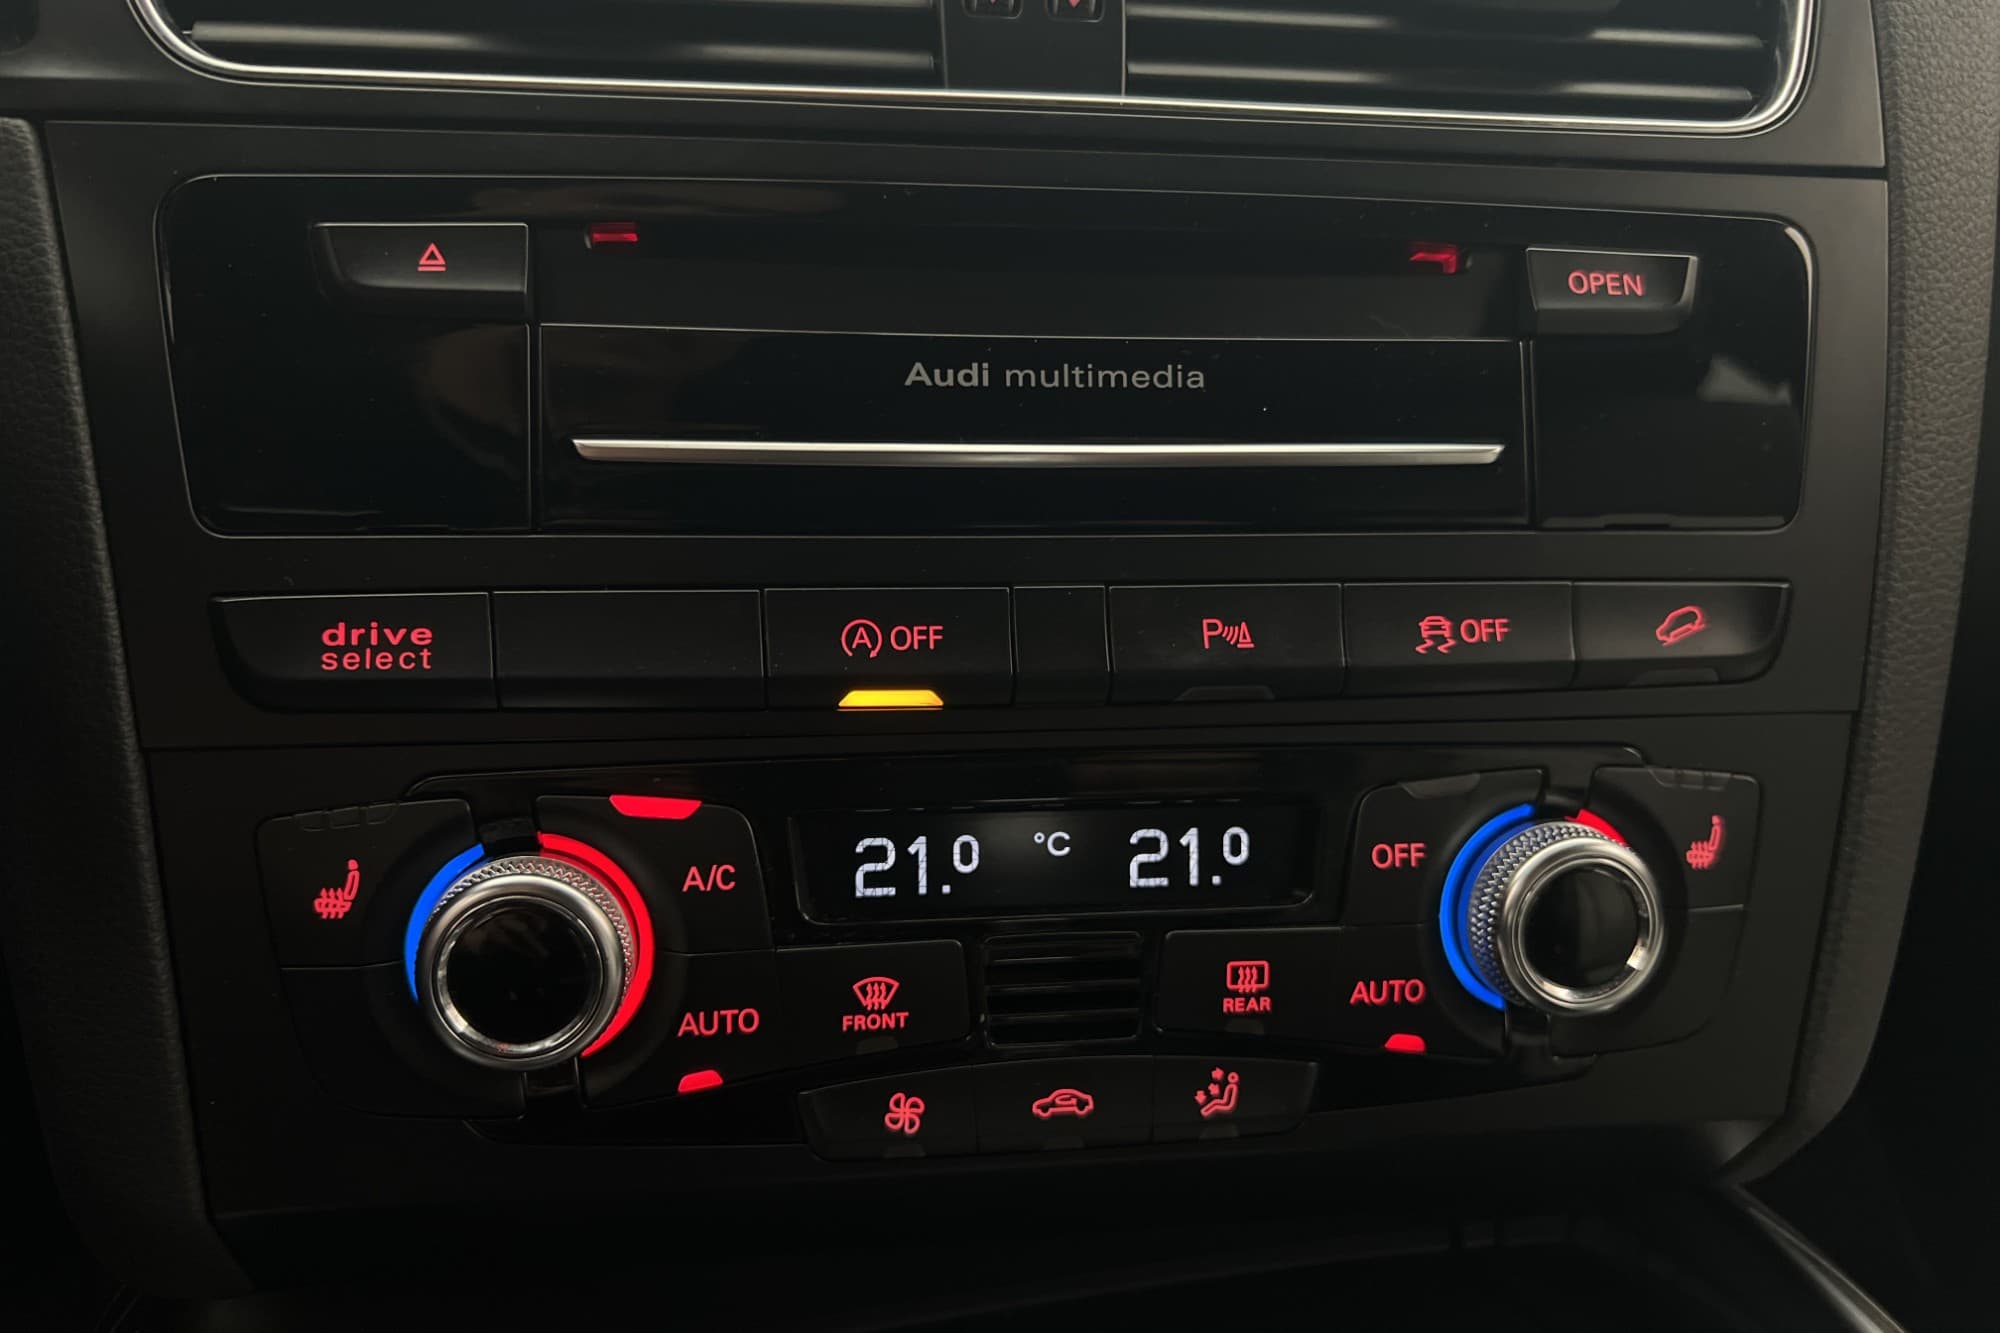 OPEN
Audi multimedia
drive
select
A OFF
P
OFF
21.0 °C 21.0
A/C
OFF
AUTO
FRONT
REAR
AUTO